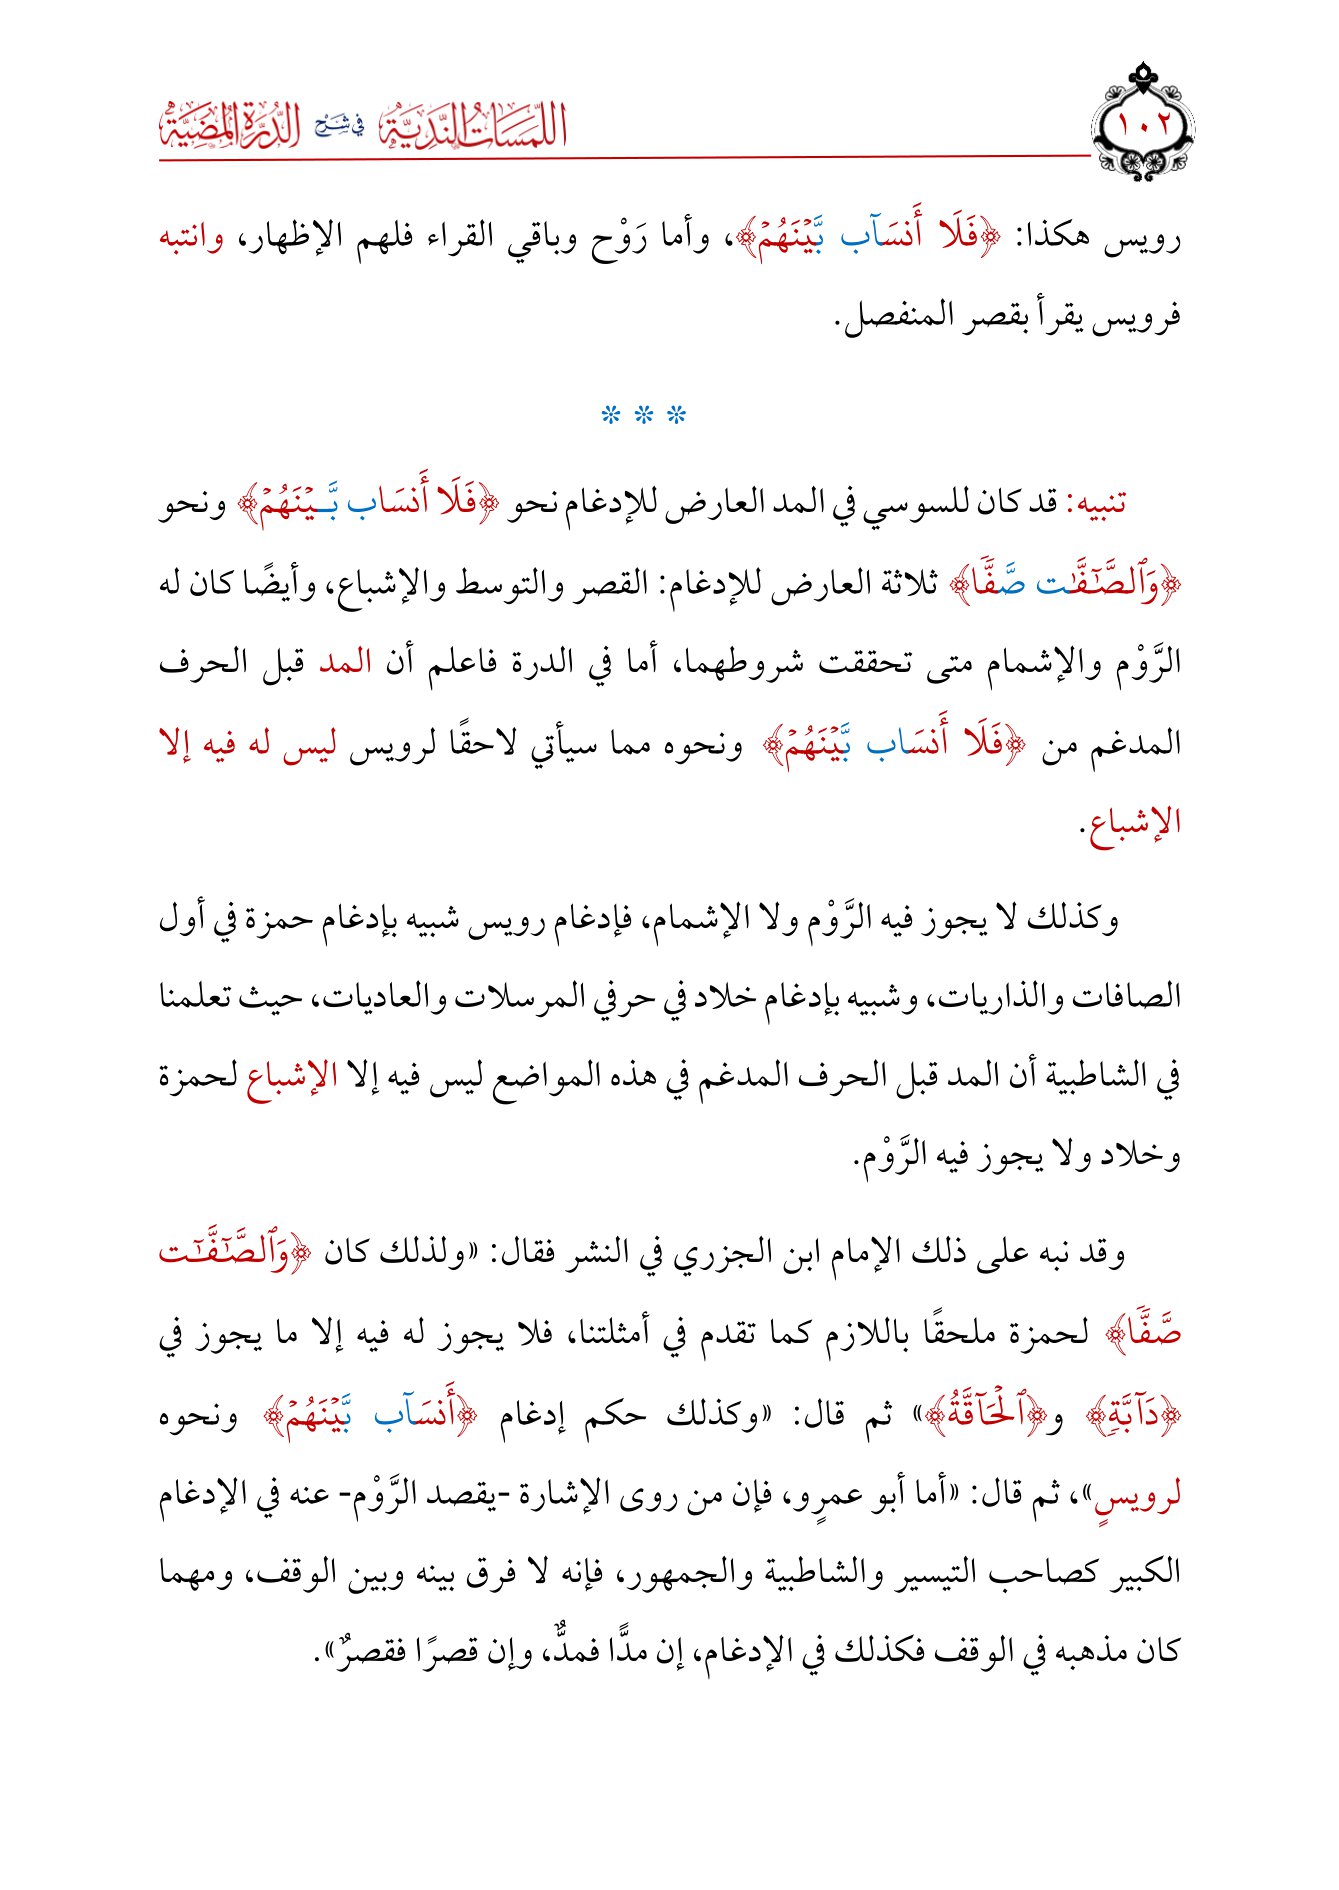 اللمسات الندية في شرح الدرة المضية
١٠٢
رويس هكذا: ﴿فَلَا أَنسَآب بَّيْنَهُمْ﴾، وأما رَوْح وباقي القراء فلهم الإظهار، وانتبه
فرويس يقرأ بقصر المنفصل.
* * *
تنبيه: قد كان للسوسي في المد العارض للإدغام نحو ﴿فَلَا أَنسَاب بَّيْنَهُمْ﴾ ونحو
﴿وَٱلصَّـٰٓفَّـٰت صَّفًّا﴾ ثلاثة العارض للإدغام: القصر والتوسط والإشباع، وأيضًا كان له
الرَّوْم والإشمام متى تحققت شروطهما، أما في الدرة فاعلم أن المد قبل الحرف
المدغم من ﴿فَلَا أَنسَاب بَّيْنَهُمْ﴾ ونحوه مما سيأتي لاحقًا لرويس ليس له فيه إلا
الإشباع.
وكذلك لا يجوز فيه الرَّوْم ولا الإشمام، فإدغام رويس شبيه بإدغام حمزة في أول
الصافات والذاريات، وشبيه بإدغام خلاد في حرفي المرسلات والعاديات، حيث تعلمنا
في الشاطبية أن المد قبل الحرف المدغم في هذه المواضع ليس فيه إلا الإشباع لحمزة
وخلاد ولا يجوز فيه الرَّوْم.
وقد نبه على ذلك الإمام ابن الجزري في النشر فقال: «ولذلك كان ﴿وَٱلصَّـٰٓفَّـٰٓت
صَّفًّا﴾ لحمزة ملحقًا باللازم كما تقدم في أمثلتنا، فلا يجوز له فيه إلا ما يجوز في
﴿دَآبَّةٍ﴾ و﴿ٱلْحَآقَّةُ﴾» ثم قال: «وكذلك حكم إدغام ﴿أَنسَآب بَّيْنَهُمْ﴾ ونحوه
لرويسٍ»، ثم قال: «أما أبو عمرٍو، فإن من روى الإشارة -يقصد الرَّوْم- عنه في الإدغام
الكبير كصاحب التيسير والشاطبية والجمهور، فإنه لا فرق بينه وبين الوقف، ومهما
كان مذهبه في الوقف فكذلك في الإدغام، إن مدًّا فمدٌّ، وإن قصرًا فقصرٌ».